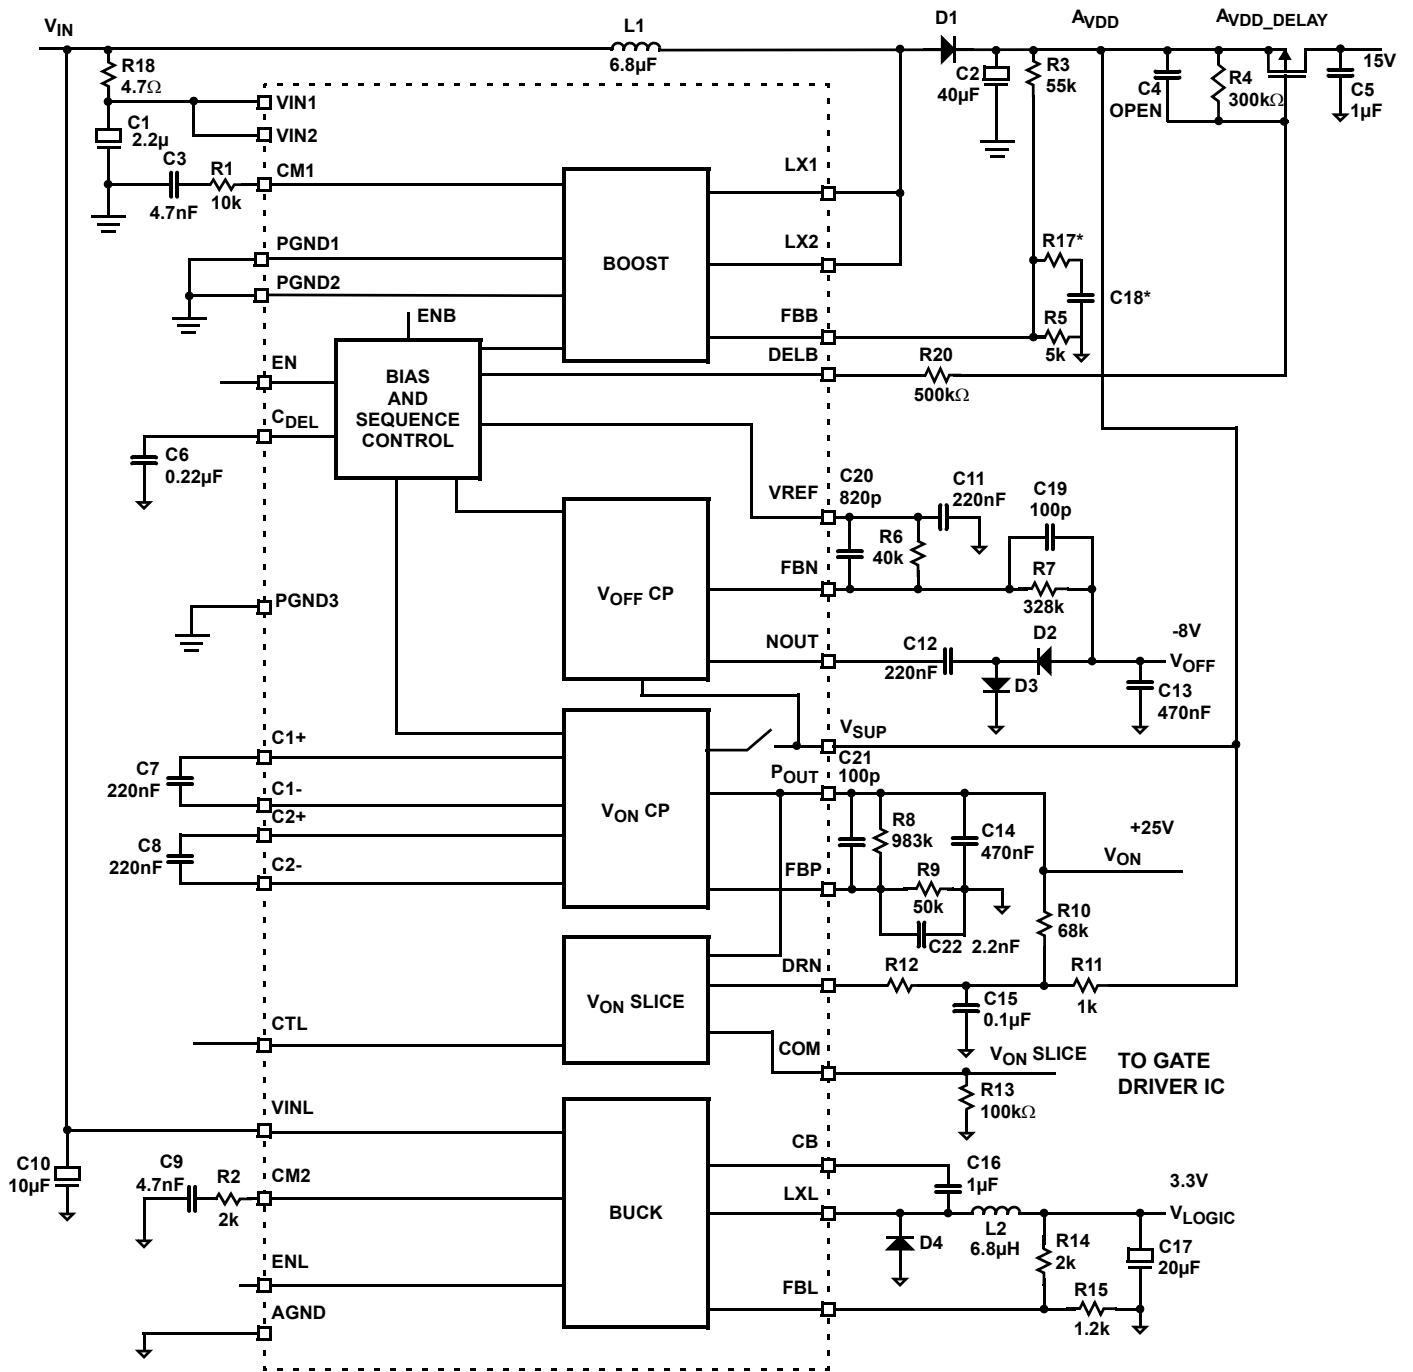 VIN
L1
6.8µF
D1
AVDD
AVDD_DELAY
R18
4.7Ω
C2
40µF
R3
55k
C4
OPEN
R4
300kΩ
15V
C5
1µF
VIN1
C1
2.2µ
VIN2
C3
4.7nF
R1
10k
CM1
LX1
PGND1
BOOST
LX2
R17*
PGND2
C18*
ENB
FBB
R5
5k
EN
BIAS
AND
SEQUENCE
CONTROL
DELB
R20
500kΩ
CDEL
C6
0.22µF
VREF
C20
820p
C11
220nF
C19
100p
R6
40k
VOFF CP
FBN
R7
328k
PGND3
NOUT
C12
220nF
D2
-8V
VOFF
D3
C13
470nF
C1+
VSUP
C7
220nF
C1-
POUT
C21
100p
C2+
VON CP
R8
983k
C14
470nF
+25V
VON
C8
220nF
C2-
FBP
R9
50k
R10
68k
C22 2.2nF
DRN
R12
R11
1k
VON SLICE
C15
0.1µF
CTL
COM
VON SLICE
TO GATE
DRIVER IC
R13
100kΩ
VINL
CB
C10
10µF
C9
4.7nF
R2
2k
CM2
C16
1µF
3.3V
BUCK
LXL
L2
6.8µH
VLOGIC
D4
R14
2k
C17
20µF
ENL
FBL
R15
1.2k
AGND